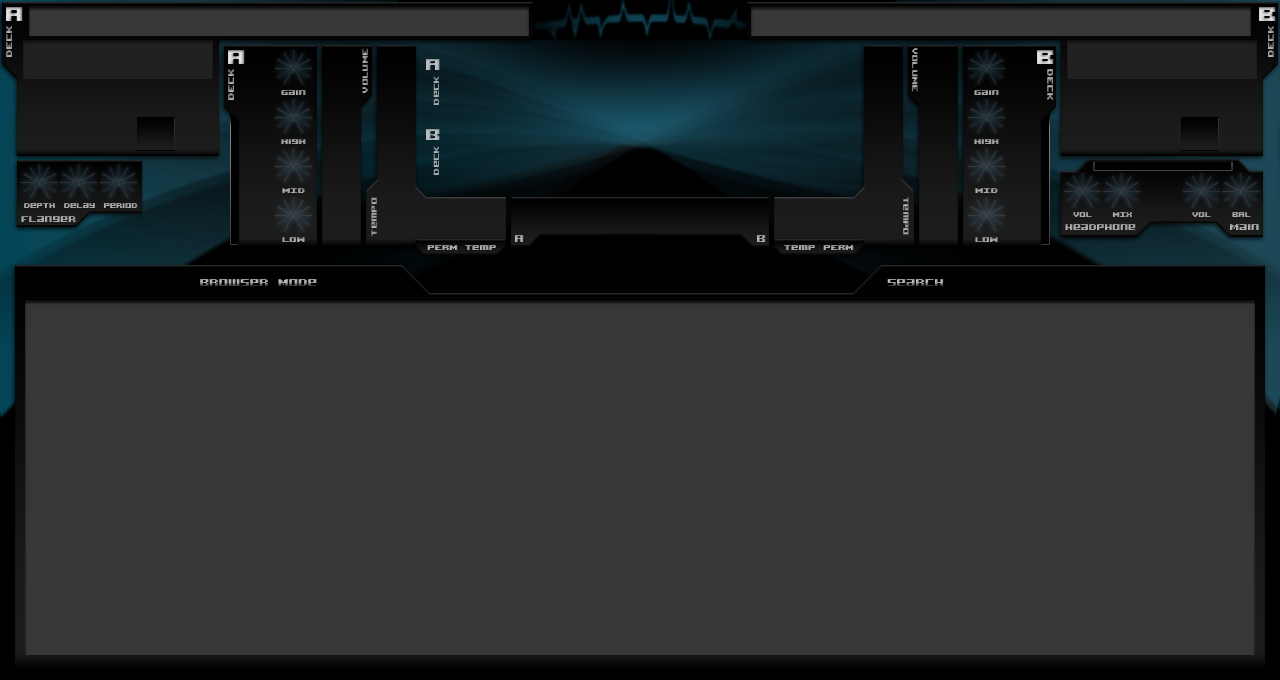 A
DECK
B
DECK
A
DECK
GAIN
HIGH
MID
LOW
VOLUME
TEMPO
A
DECK
B
DECK
VOLUME
TEMPO
B
DECK
GAIN
HIGH
MID
LOW
DEPTH DELAY PERIOD
FLANGER
VOL MIX VOL BAL
HEADPHONE MAIN
A B
PERM TEMP
TEMP PERM
BROWSER MODE
SEARCH